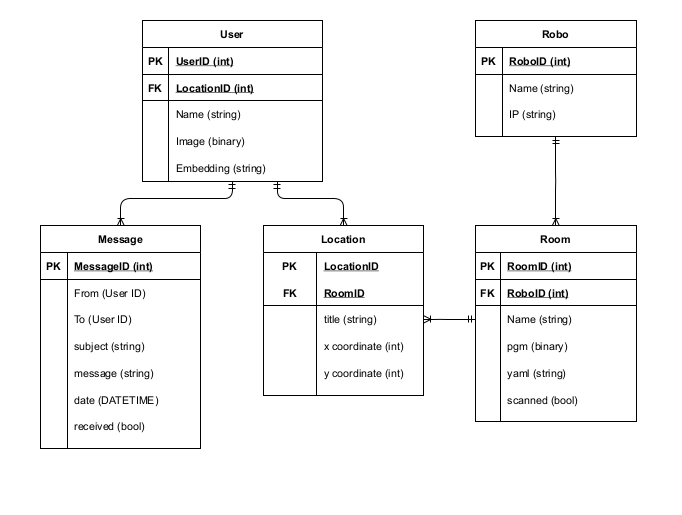 User
PK UserID (int)
FK LocationID (int)
Name (string)
Image (binary)
Embedding (string)
Robo
PK RoboID (int)
Name (string)
IP (string)
Message
PK MessageID (int)
From (User ID)
To (User ID)
subject (string)
message (string)
date (DATETIME)
received (bool)
Location
PK LocationID
FK RoomID
title (string)
x coordinate (int)
y coordinate (int)
Room
PK RoomID (int)
FK RoboID (int)
Name (string)
pgm (binary)
yaml (string)
scanned (bool)